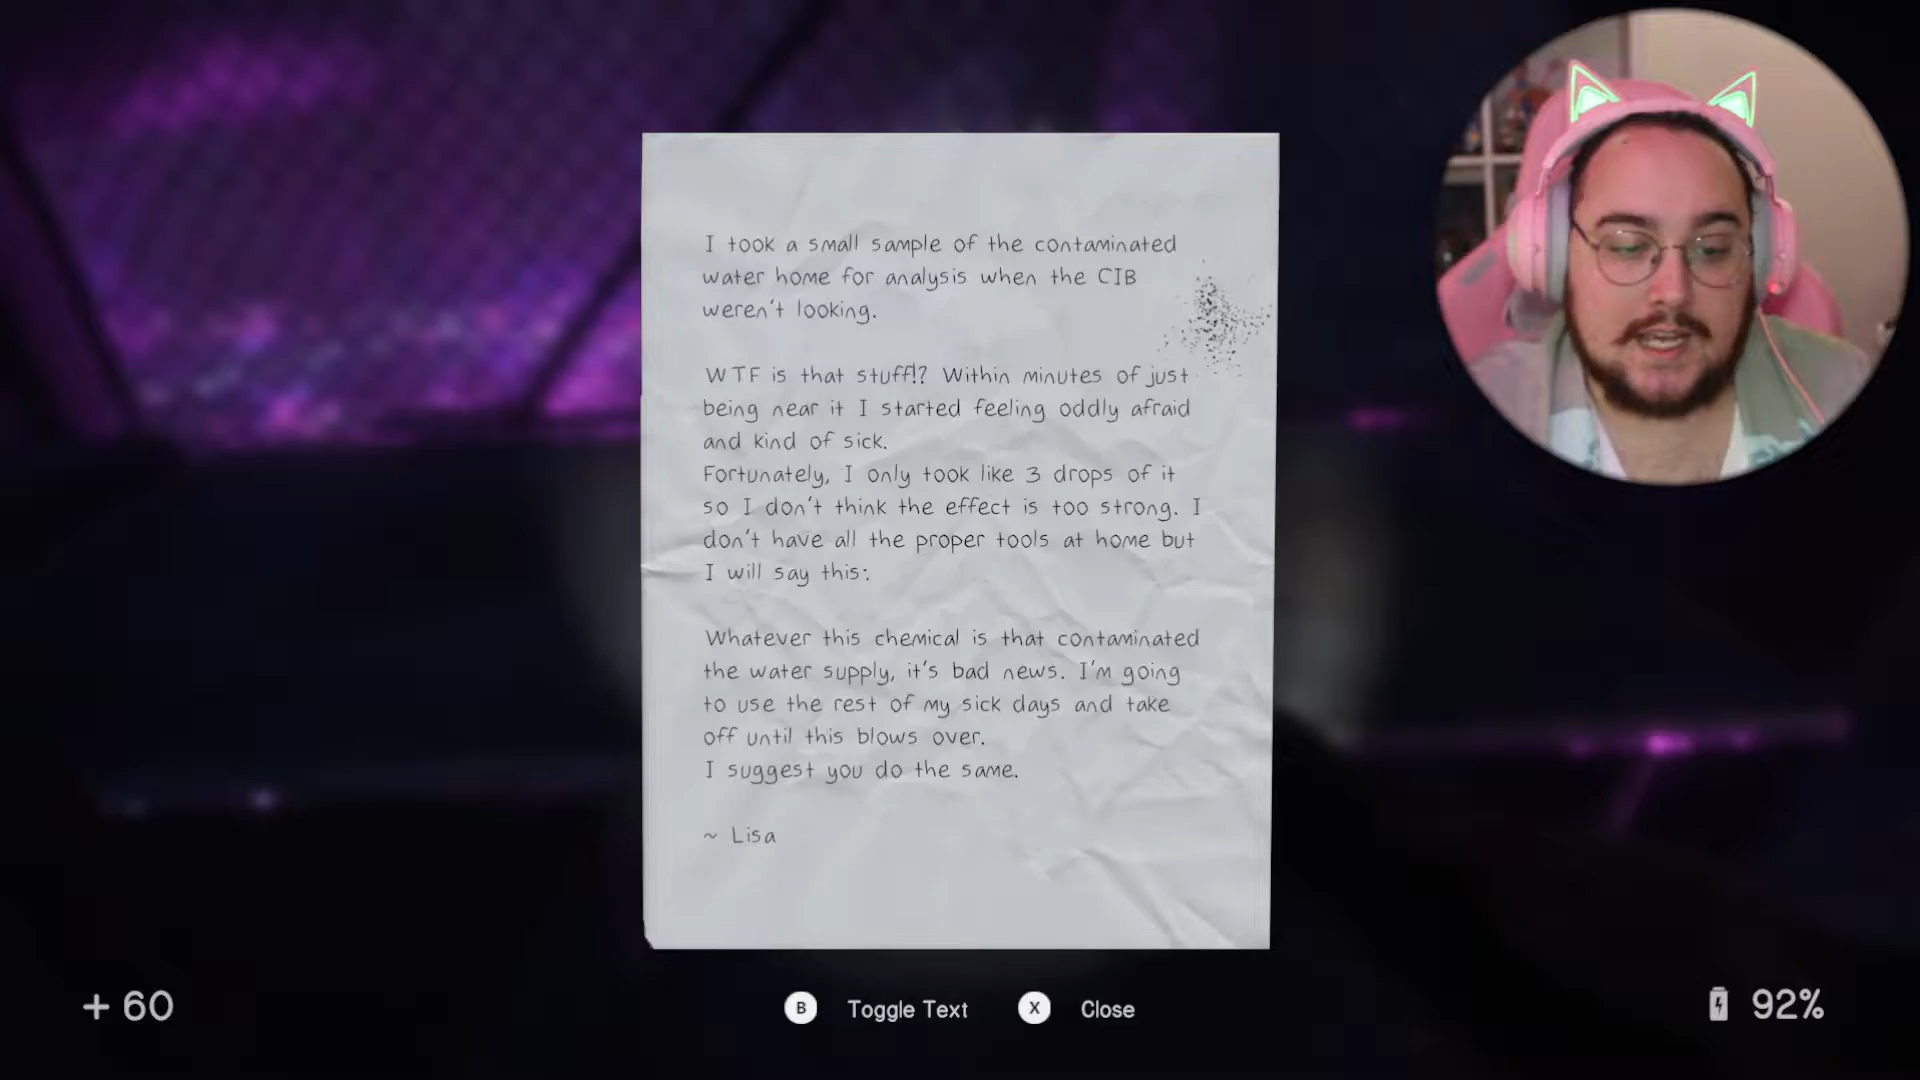 I took a small sample of the contaminated
water home for analysis when the CIB
weren't looking.
WTF is that stuff!? Within minutes of just
being near it I started feeling oddly afraid
and kind of sick.
Fortunately, I only took like 3 drops of it
so I don't think the effect is too strong. I
don't have all the proper tools at home but
I will say this:
Whatever this chemical is that contaminated
the water supply, it's bad news. I'm going
to use the rest of my sick days and take
off until this blows over.
I suggest you do the same.
~ Lisa
+ 60
B Toggle Text X Close
92%